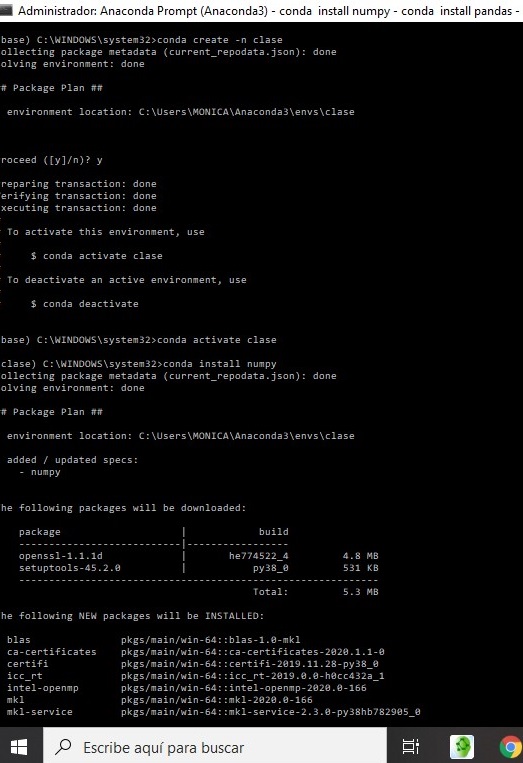 Administrador: Anaconda Prompt (Anaconda3) - conda install numpy - conda install pandas -
base) C:\WINDOWS\system32>conda create -n clase
ollecting package metadata (current_repodata.json): done
olving environment: done
# Package Plan ##
environment location: C:\Users\MONICA\Anaconda3\envs\clase
roceed ([y]/n)? y
reparing transaction: done
erifying transaction: done
xecuting transaction: done
To activate this environment, use
$ conda activate clase
To deactivate an active environment, use
$ conda deactivate
base) C:\WINDOWS\system32>conda activate clase
clase) C:\WINDOWS\system32>conda install numpy
ollecting package metadata (current_repodata.json): done
olving environment: done
# Package Plan ##
environment location: C:\Users\MONICA\Anaconda3\envs\clase
added / updated specs:
- numpy
he following packages will be downloaded:
package | build
---------------------------|-----------------
openssl-1.1.1d | he774522_4 4.8 MB
setuptools-45.2.0 | py38_0 531 KB
------------------------------------------------------------
Total: 5.3 MB
he following NEW packages will be INSTALLED:
blas pkgs/main/win-64::blas-1.0-mkl
ca-certificates pkgs/main/win-64::ca-certificates-2020.1.1-0
certifi pkgs/main/win-64::certifi-2019.11.28-py38_0
icc_rt pkgs/main/win-64::icc_rt-2019.0.0-h0cc432a_1
intel-openmp pkgs/main/win-64::intel-openmp-2020.0-166
mkl pkgs/main/win-64::mkl-2020.0-166
mkl-service pkgs/main/win-64::mkl-service-2.3.0-py38hb782905_0
Escribe aquí para buscar